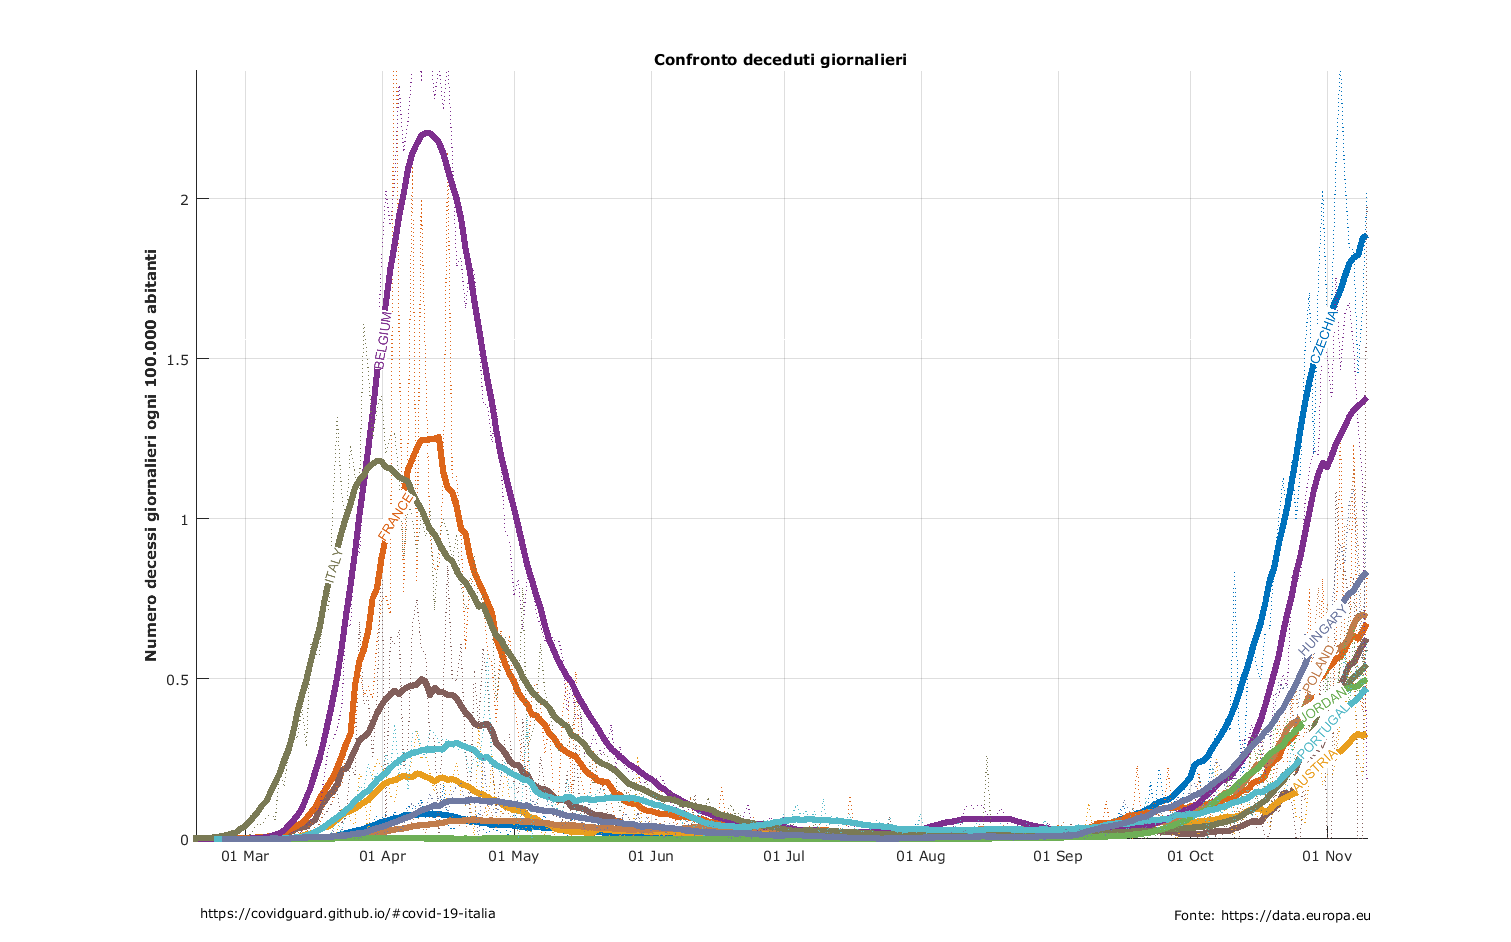 Confronto deceduti giornalieri
Numero decessi giornalieri ogni 100.000 abitanti
2
1.5
1
0.5
0
BELGIUM
CZECHIA
FRANCE
ITALY
HUNGARY
POLAND
JORDAN
PORTUGAL
AUSTRIA
01 Mar
01 Apr
01 May
01 Jun
01 Jul
01 Aug
01 Sep
01 Oct
01 Nov
https://covidguard.github.io/#covid-19-italia
Fonte: https://data.europa.eu